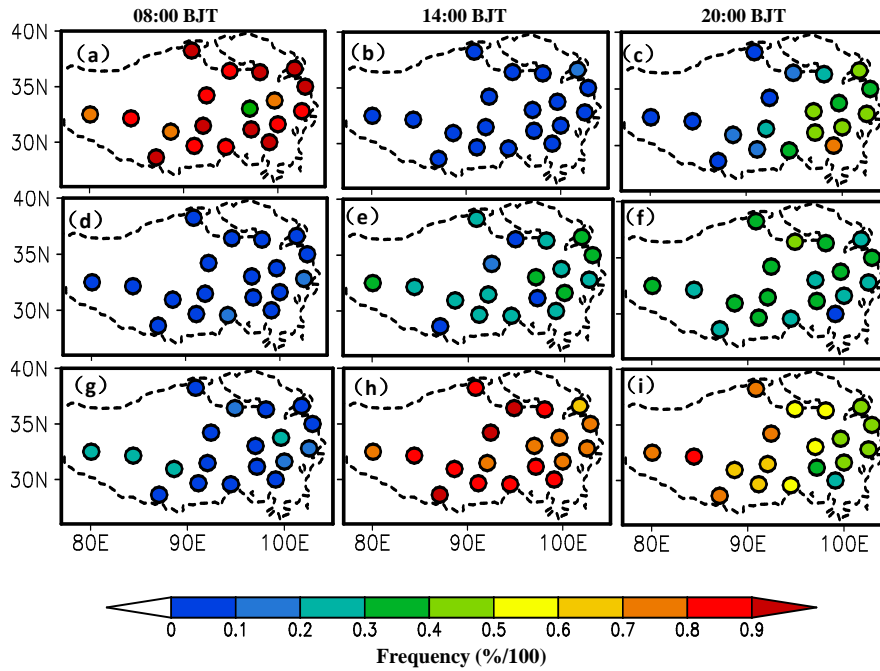 08:00 BJT 14:00 BJT 20:00 BJT
40N (a) (b) (c)
35N
30N
40N (d) (e) (f)
35N
30N
40N (g) (h) (i)
35N
30N
80E 90E 100E 80E 90E 100E 80E 90E 100E
0 0.1 0.2 0.3 0.4 0.5 0.6 0.7 0.8 0.9
Frequency (%/100)